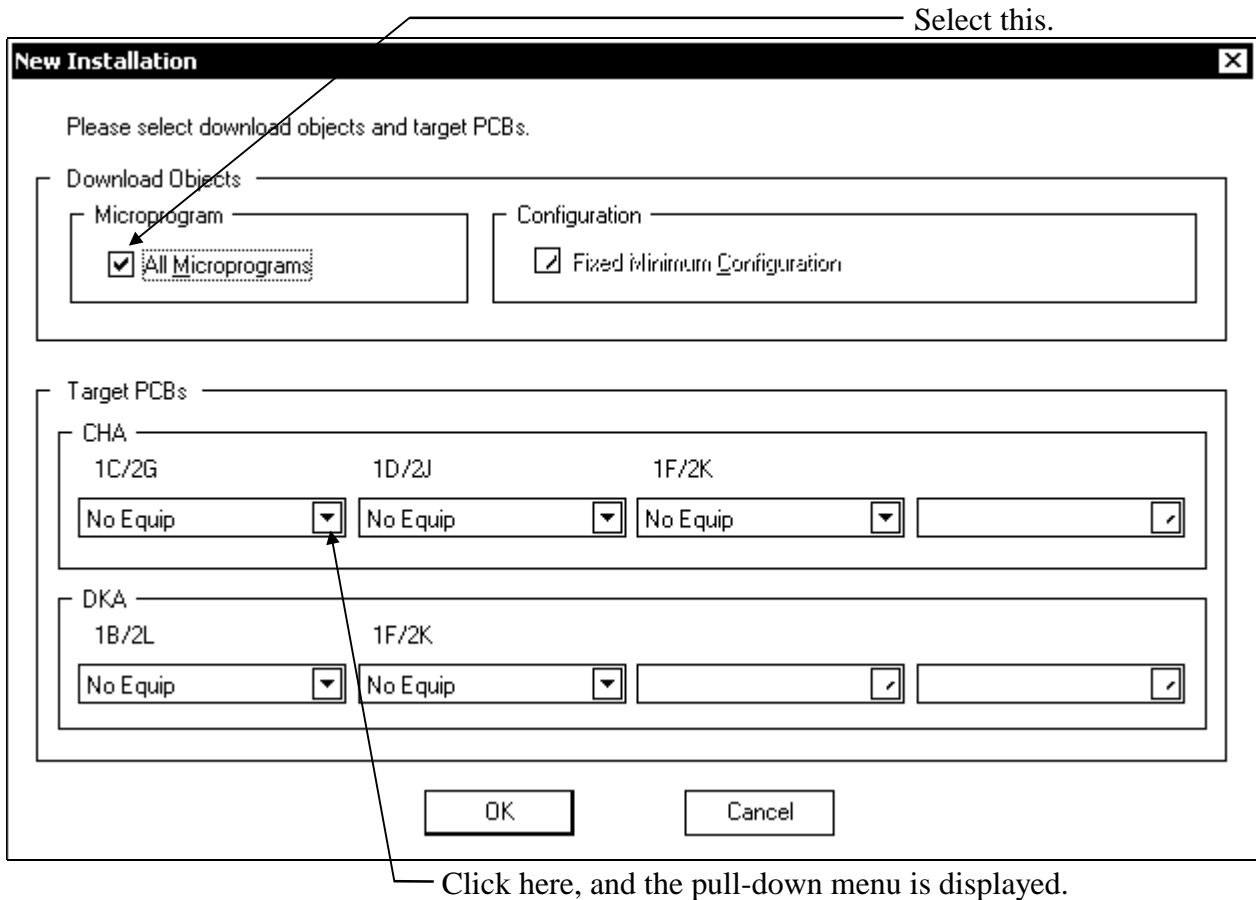 Select this.
New Installation
Please select download objects and target PCBs.
Download Objects
Microprogram
Configuration
All Microprograms
Fixed Minimum Configuration
Target PCBs
CHA
1C/2G 1D/2J 1F/2K
No Equip No Equip No Equip
DKA
1B/2L 1F/2K
No Equip No Equip
OK Cancel
Click here, and the pull-down menu is displayed.